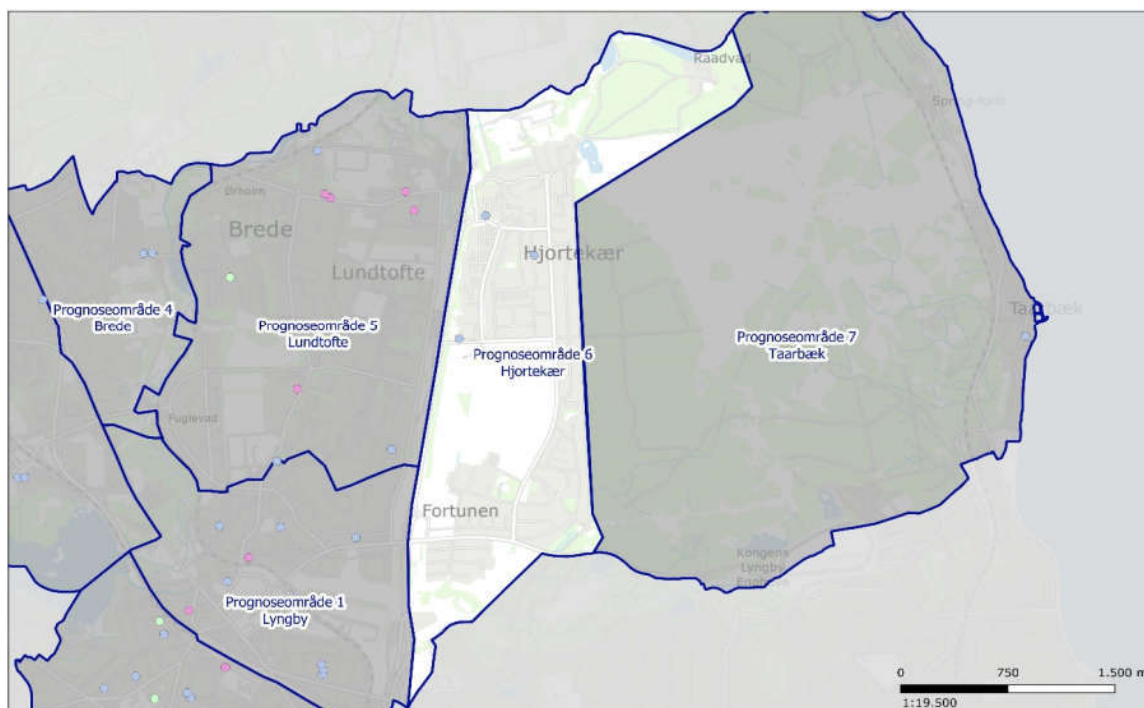 Raadvad
Ørholm
Brede
Hjortekær
Lundtofte
Taarbæk
Prognoseområde 4
Brede
Prognoseområde 5
Lundtofte
Prognoseområde 6
Hjortekær
Prognoseområde 7
Taarbæk
Fuglevad
Fortunen
Kongens
Lyngby
Prognoseområde 1
Lyngby
0 750 1.500 m
1:19.500